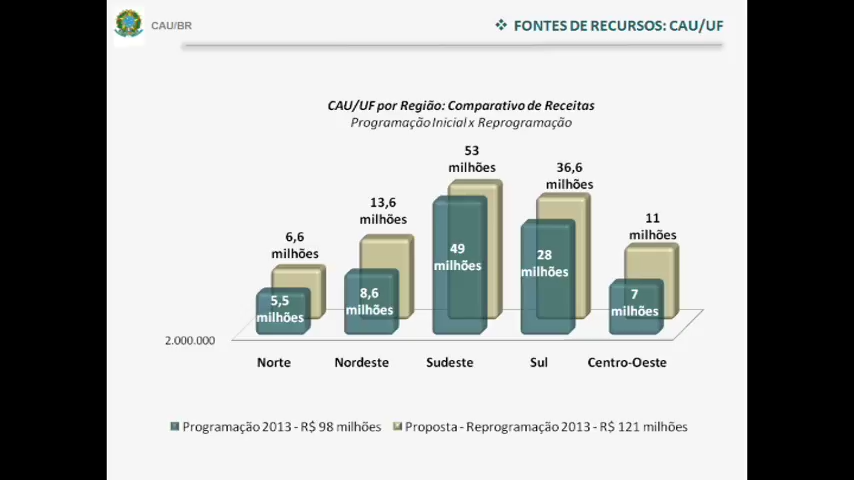 CAU/BR
❖ FONTES DE RECURSOS: CAU/UF
CAU/UF por Região: Comparativo de Receitas
Programação Inicial x Reprogramação
6,6
milhões
13,6
milhões
53
milhões
36,6
milhões
11
milhões
5,5
milhões
8,6
milhões
49
milhões
28
milhões
7
milhões
2.000.000
Norte
Nordeste
Sudeste
Sul
Centro-Oeste
Programação 2013 - R$ 98 milhões
Proposta - Reprogramação 2013 - R$ 121 milhões